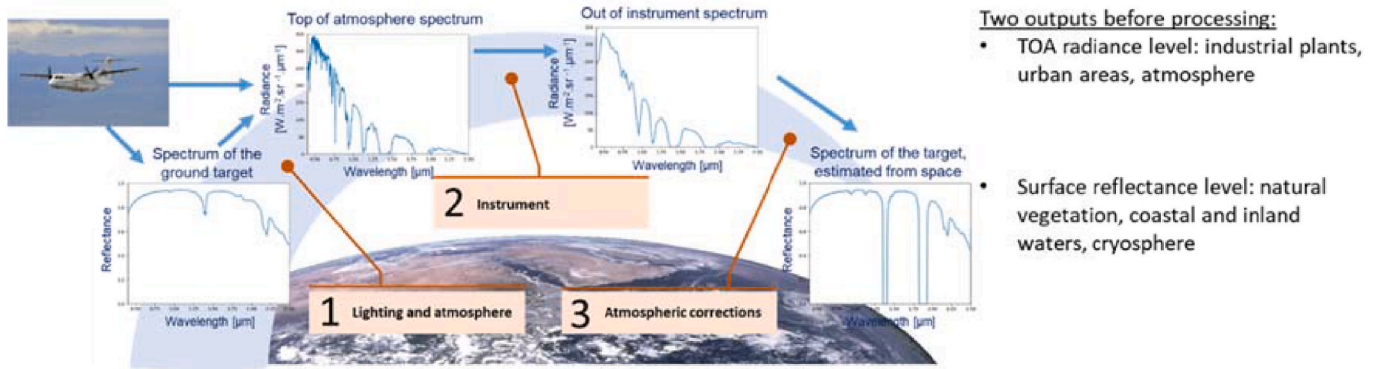 Top of atmosphere spectrum
Radiance
[W.m⁻².sr⁻¹.µm⁻¹]
Wavelength [µm]
Out of instrument spectrum
Radiance
[W.m⁻².sr⁻¹.µm⁻¹]
Wavelength [µm]
Spectrum of the
ground target
Reflectance
Wavelength [µm]
Spectrum of the target,
estimated from space
Reflectance
Wavelength [µm]
2 Instrument
1 Lighting and atmosphere
3 Atmospheric corrections
Two outputs before processing:
• TOA radiance level: industrial plants,
urban areas, atmosphere
• Surface reflectance level: natural
vegetation, coastal and inland
waters, cryosphere